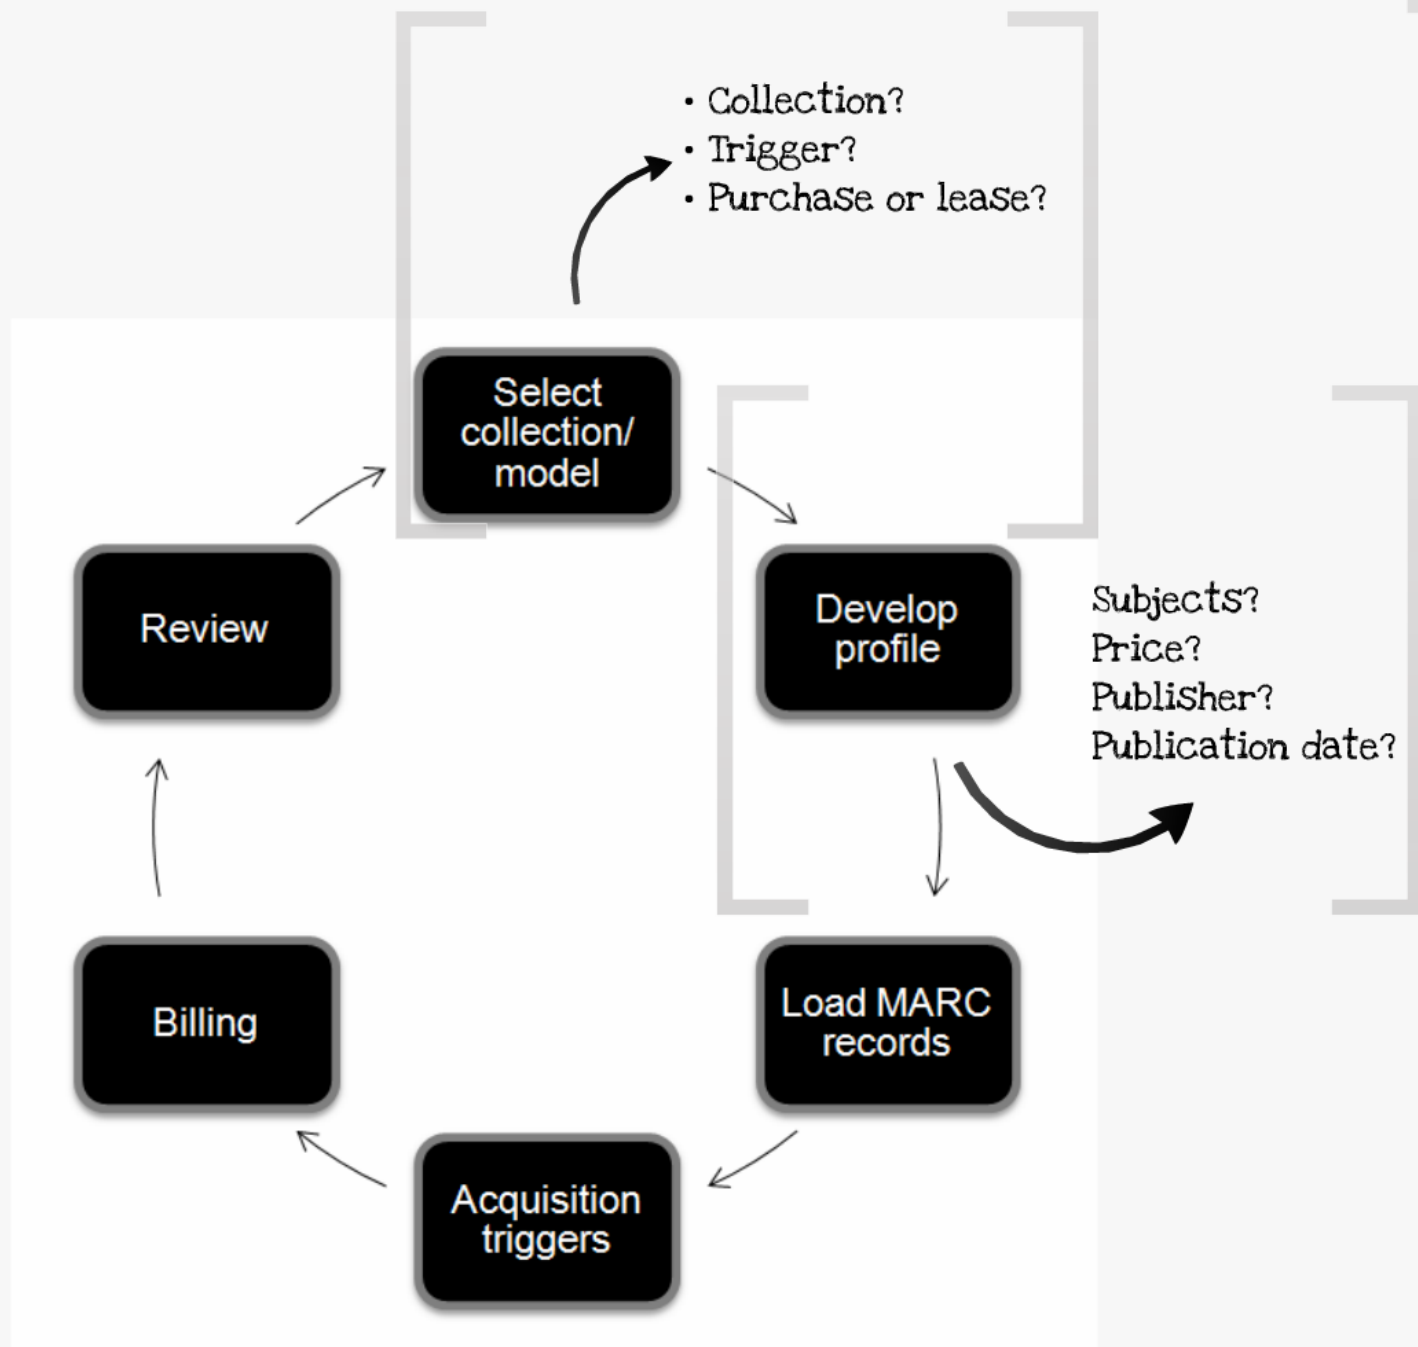 • Collection?
• Trigger?
• Purchase or lease?
Select
collection/
model
Develop
profile
Subjects?
Price?
Publisher?
Publication date?
Load MARC
records
Acquisition
triggers
Billing
Review